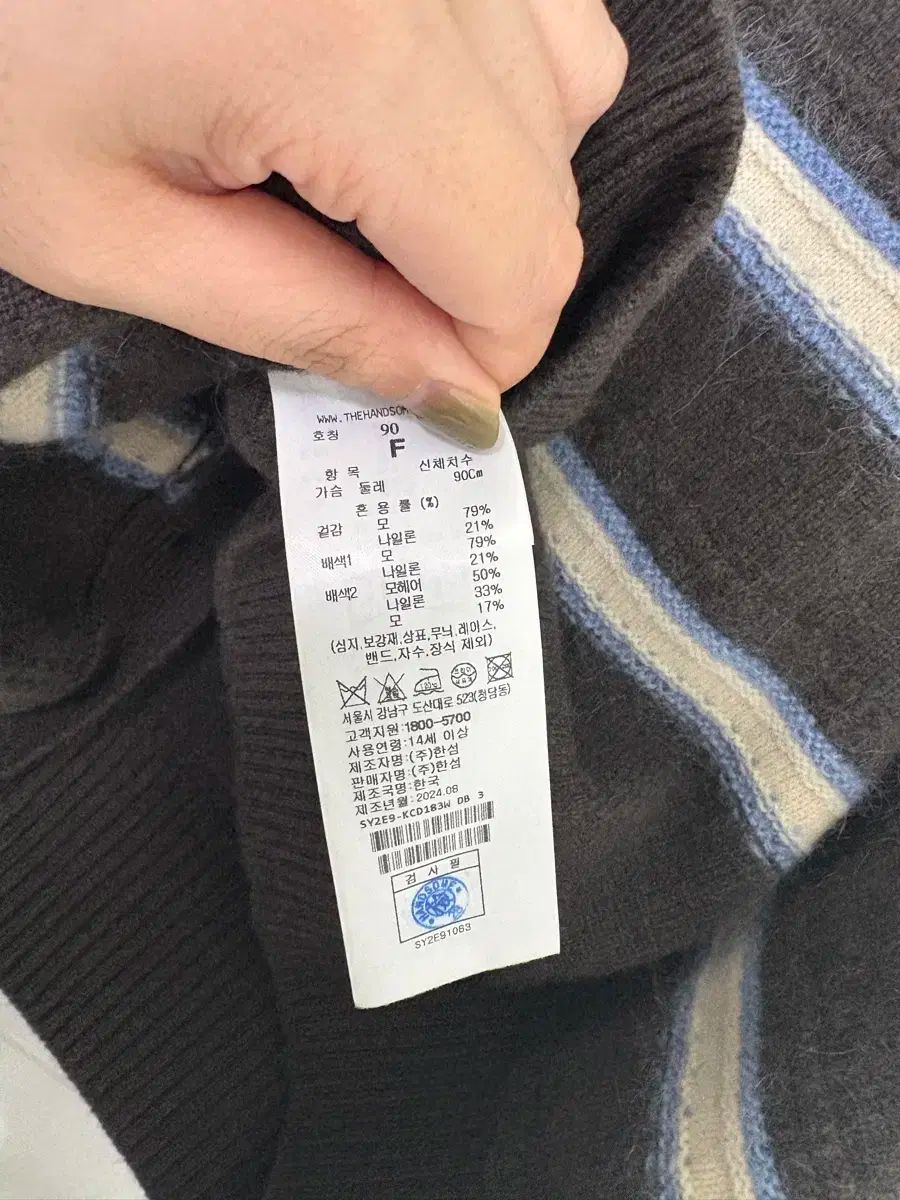 WWW.THEHANDSOM
호칭 90
F
항 목 신체치수
가슴 둘레 90Cm
혼 용 률 (%)
겉감 모 79%
나일론 21%
배색1 모 79%
나일론 21%
배색2 모헤어 50%
나일론 33%
모 17%
(심지,보강재,상표,무늬,레이스,
밴드,자수,장식 제외)
서울시 강남구 도산대로 523(청담동)
고객지원:1800-5700
사용연령:14세 이상
제조자명:(주)한섬
판매자명:(주)한섬
제조국명:한국
제조년월:2024.08
SY2E9-KCD183W DB 3
검 사 필
HANDSOME
SY2E91063